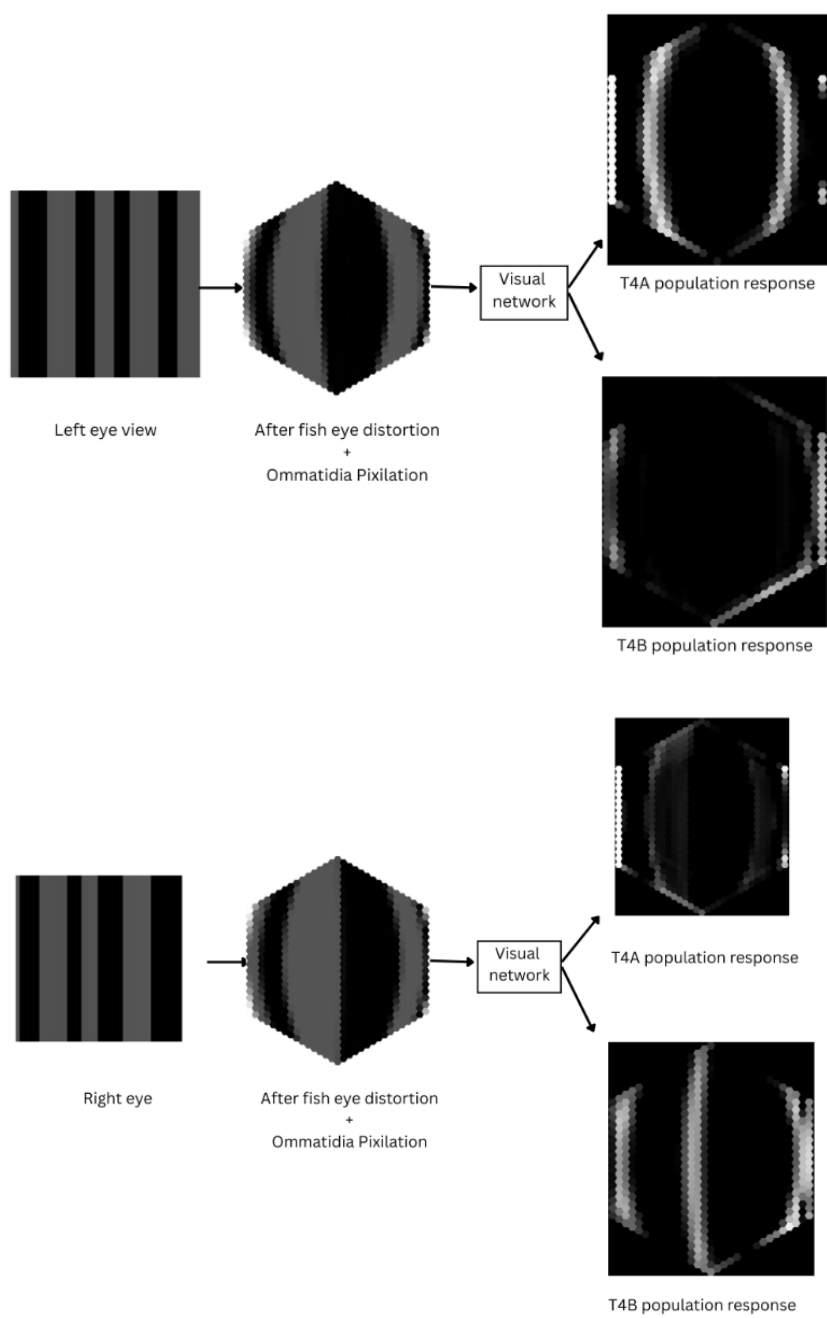 T4A population response
Visual
network
Left eye view
After fish eye distortion
+
Ommatidia Pixilation
T4B population response
T4A population response
Visual
network
Right eye
After fish eye distortion
+
Ommatidia Pixilation
T4B population response